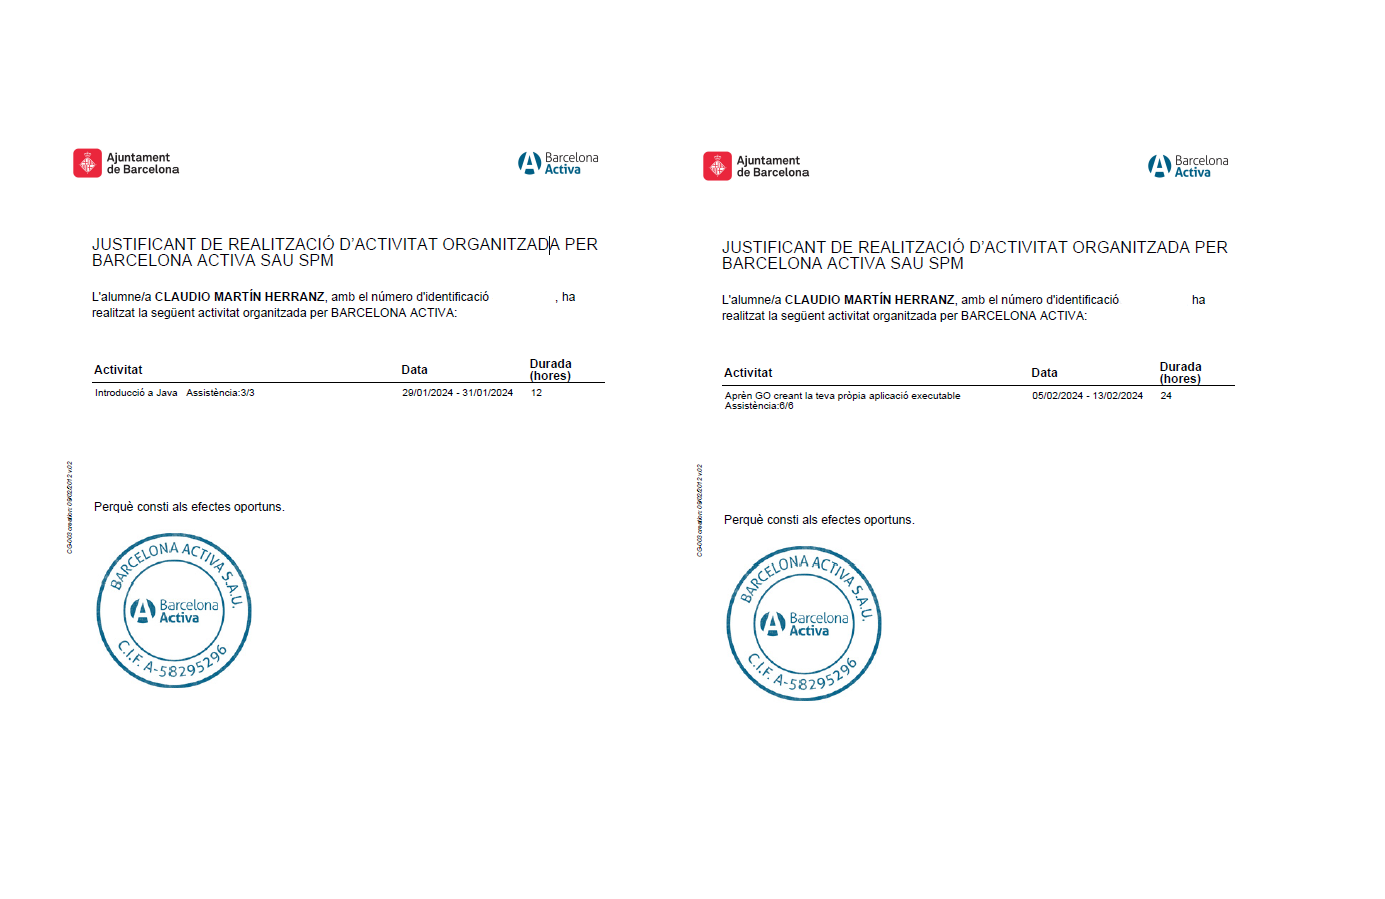 Ajuntament
de Barcelona
Barcelona
Activa
JUSTIFICANT DE REALITZACIÓ D'ACTIVITAT ORGANITZADA PER
BARCELONA ACTIVA SAU SPM
L'alumne/a CLAUDIO MARTÍN HERRANZ, amb el número d'identificació , ha
realitzat la següent activitat organitzada per BARCELONA ACTIVA:
Activitat Data Durada
(hores)
Introducció a Java Assistència:3/3 29/01/2024 - 31/01/2024 12
Perquè consti als efectes oportuns.
BARCELONA ACTIVA S.A.U.
Barcelona
Activa
C.I.F. A-58295296
Ajuntament
de Barcelona
Barcelona
Activa
JUSTIFICANT DE REALITZACIÓ D'ACTIVITAT ORGANITZADA PER
BARCELONA ACTIVA SAU SPM
L'alumne/a CLAUDIO MARTÍN HERRANZ, amb el número d'identificació ha
realitzat la següent activitat organitzada per BARCELONA ACTIVA:
Activitat Data Durada
(hores)
Aprèn GO creant la teva pròpia aplicació executable 05/02/2024 - 13/02/2024 24
Assistència:6/6
Perquè consti als efectes oportuns.
BARCELONA ACTIVA S.A.U.
Barcelona
Activa
C.I.F. A-58295296